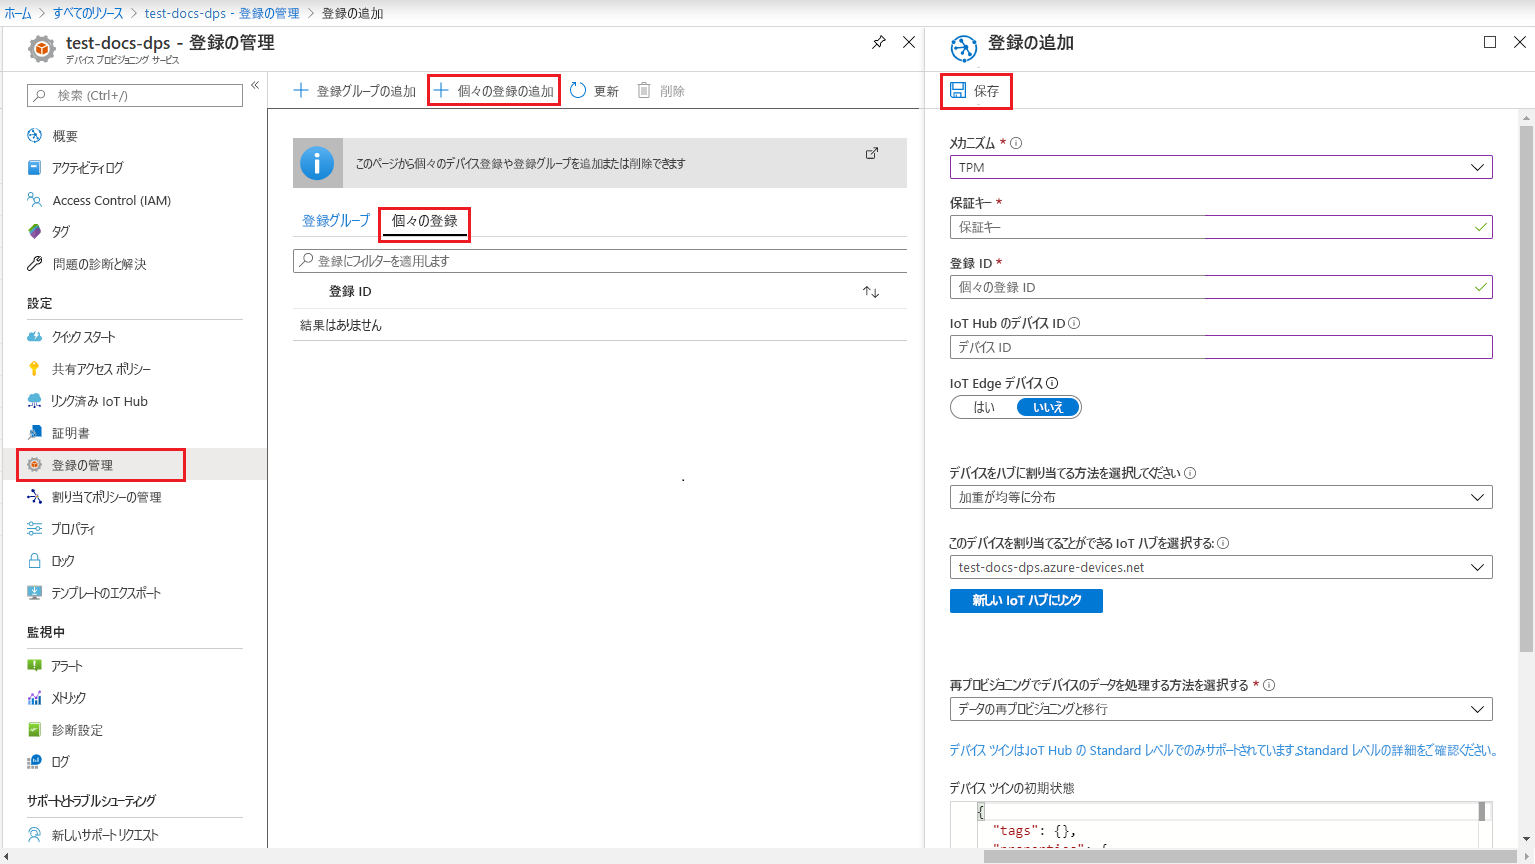 ホーム > すべてのリソース > test-docs-dps - 登録の管理 > 登録の追加
test-docs-dps - 登録の管理
デバイス プロビジョニング サービス
検索 (Ctrl+/)
概要
アクティビティログ
Access Control (IAM)
タグ
問題の診断と解決
設定
クイック スタート
共有アクセス ポリシー
リンク済み IoT Hub
証明書
登録の管理
割り当てポリシーの管理
プロパティ
ロック
テンプレートのエクスポート
監視中
アラート
メトリック
診断設定
ログ
サポートとトラブルシューティング
新しいサポート リクエスト
登録グループの追加
個々の登録の追加
更新
削除
このページから個々のデバイス登録や登録グループを追加または削除できます
登録グループ
個々の登録
登録にフィルターを適用します
登録 ID
結果はありません
登録の追加
保存
メカニズム *
TPM
保証キー *
保証キー
登録 ID *
個々の登録 ID
IoT Hub のデバイス ID
デバイス ID
IoT Edge デバイス
はい いいえ
デバイスをハブに割り当てる方法を選択してください
加重が均等に分布
このデバイスを割り当てることができる IoT ハブを選択する:
test-docs-dps.azure-devices.net
新しい IoT ハブにリンク
再プロビジョニングでデバイスのデータを処理する方法を選択する *
データの再プロビジョニングと移行
デバイス ツインは、IoT Hub の Standard レベルでのみサポートされています。Standard レベルの詳細をご確認ください。
デバイス ツインの初期状態
{
"tags": {},
"properties": {